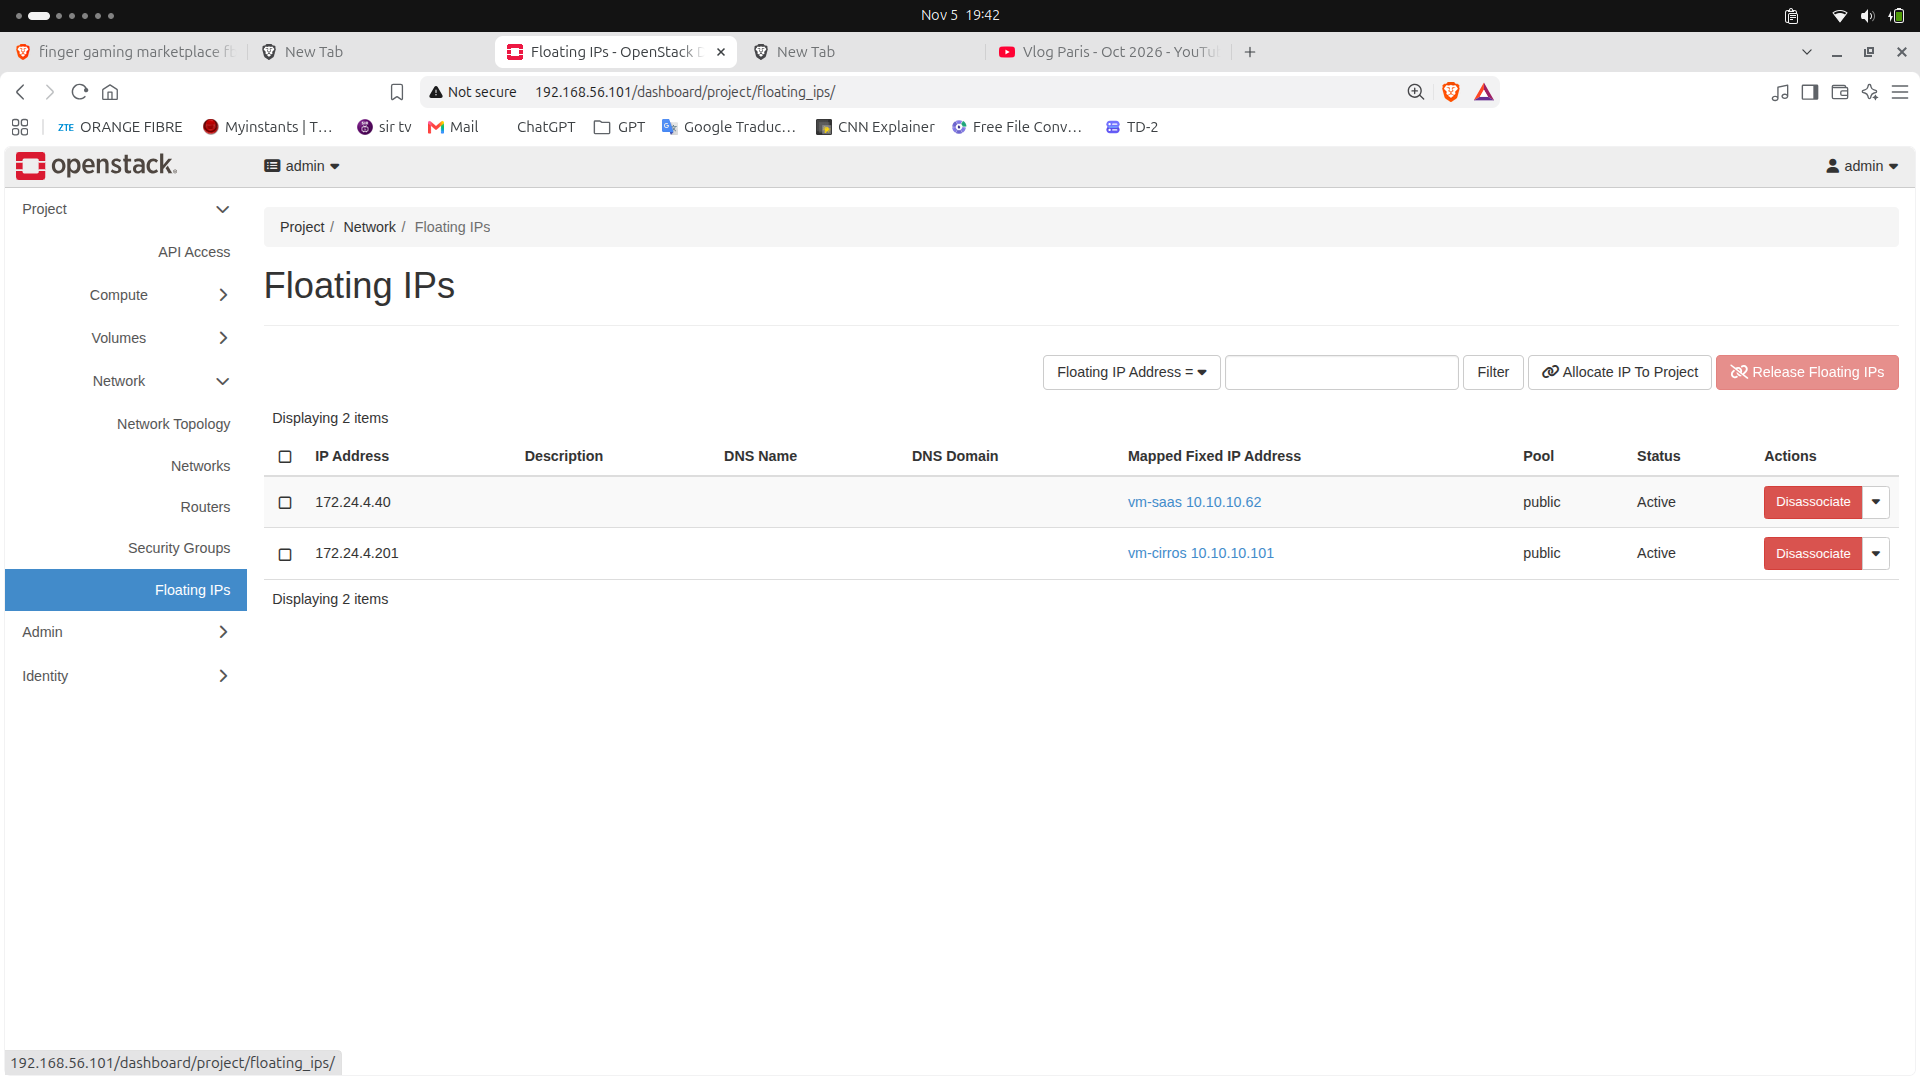 Nov 5 19:42
finger gaming marketplace f
New Tab
Floating IPs - OpenStack
New Tab
Vlog Paris - Oct 2026 - YouTu
Not secure
192.168.56.101/dashboard/project/floating_ips/
ZTE ORANGE FIBRE
Myinstants | T...
sir tv
Mail
ChatGPT
GPT
Google Traduc...
CNN Explainer
Free File Conv...
TD-2
openstack.
admin
admin
Project
API Access
Compute
Volumes
Network
Network Topology
Networks
Routers
Security Groups
Floating IPs
Admin
Identity
Project / Network / Floating IPs
Floating IPs
Floating IP Address =
Filter
Allocate IP To Project
Release Floating IPs
Displaying 2 items
IP Address Description DNS Name DNS Domain Mapped Fixed IP Address Pool Status Actions
172.24.4.40 vm-saas 10.10.10.62 public Active Disassociate
172.24.4.201 vm-cirros 10.10.10.101 public Active Disassociate
Displaying 2 items
192.168.56.101/dashboard/project/floating_ips/